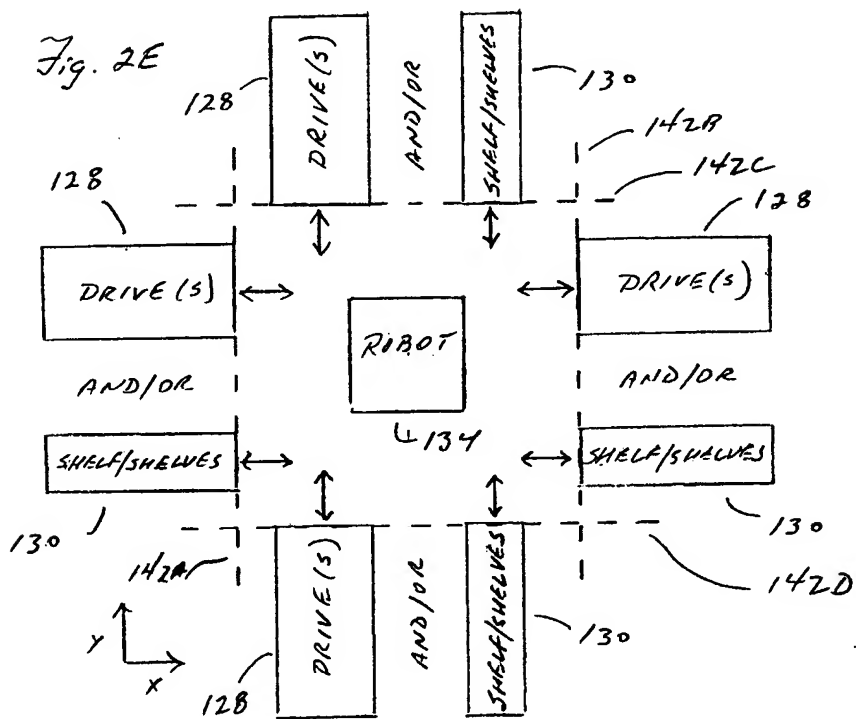 Fig. 2E
128
DRIVE(S)
AND/OR
SHELF/SHELVES
130
142B
142C
128
DRIVE(S)
128
DRIVE(S)
ROBOT
134
AND/OR
AND/OR
SHELF/SHELVES
SHELF/SHELVES
130
130
142A
142D
DRIVE(S)
AND/OR
SHELF/SHELVES
130
128
Y
X